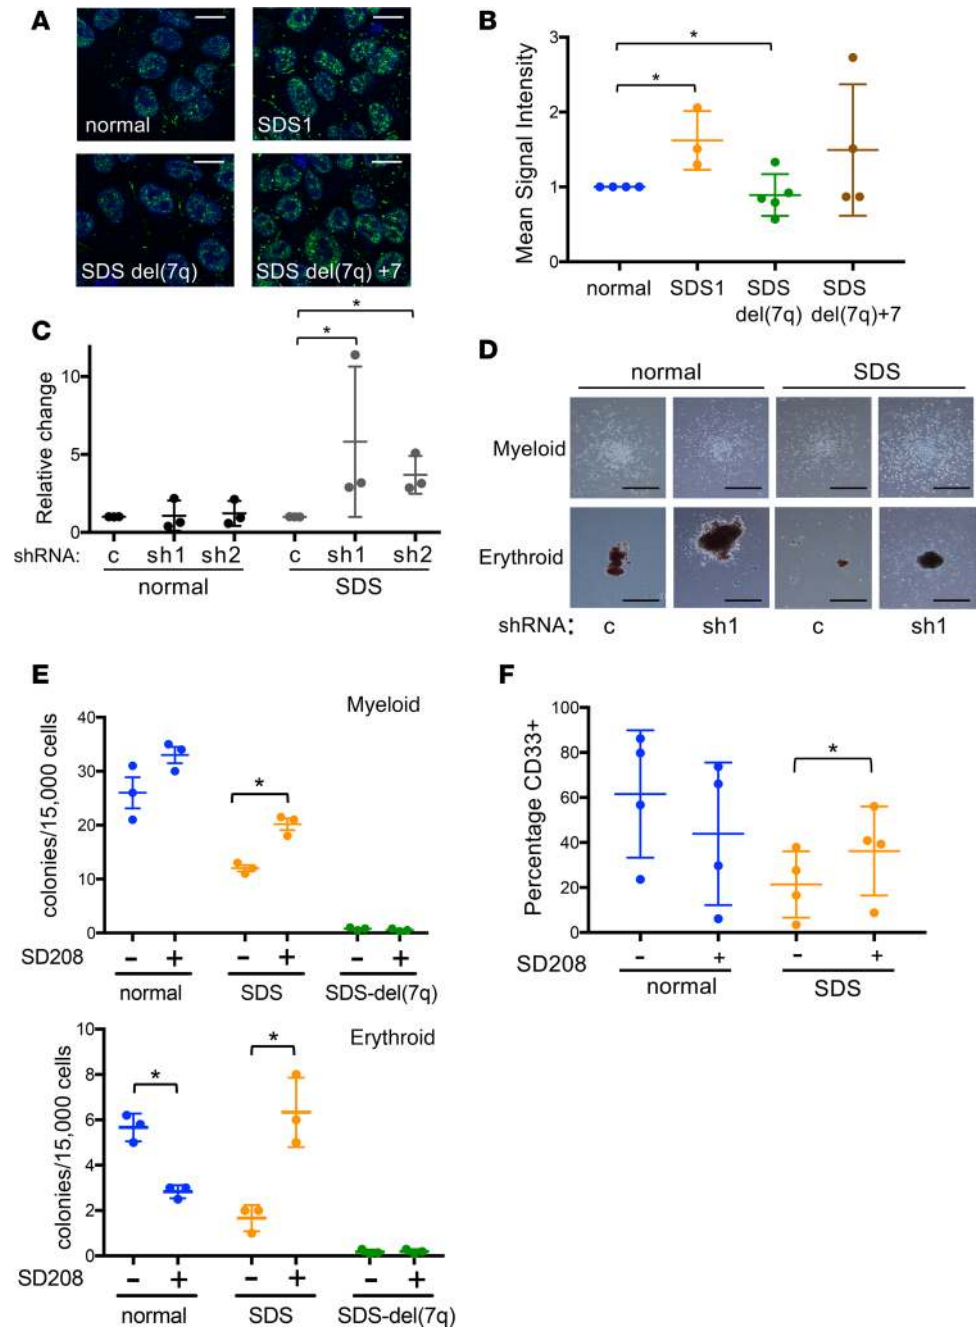 A
normal
SDS1
SDS del(7q)
SDS del(7q) +7
B
Mean Signal Intensity
3
2
1
0
*
*
normal
SDS1
SDS
del(7q)
SDS
del(7q)+7
C
Relative change
10
5
0
*
*
shRNA:
c
sh1
sh2
c
sh1
sh2
normal
SDS
D
normal
SDS
Myeloid
Erythroid
shRNA:
c
sh1
c
sh1
E
Myeloid
colonies/15,000 cells
40
30
20
10
0
*
SD208
-
+
-
+
-
+
normal
SDS
SDS-del(7q)
Erythroid
colonies/15,000 cells
10
8
6
4
2
0
*
*
SD208
-
+
-
+
-
+
normal
SDS
SDS-del(7q)
F
Percentage CD33+
100
80
60
40
20
0
*
SD208
-
+
-
+
normal
SDS